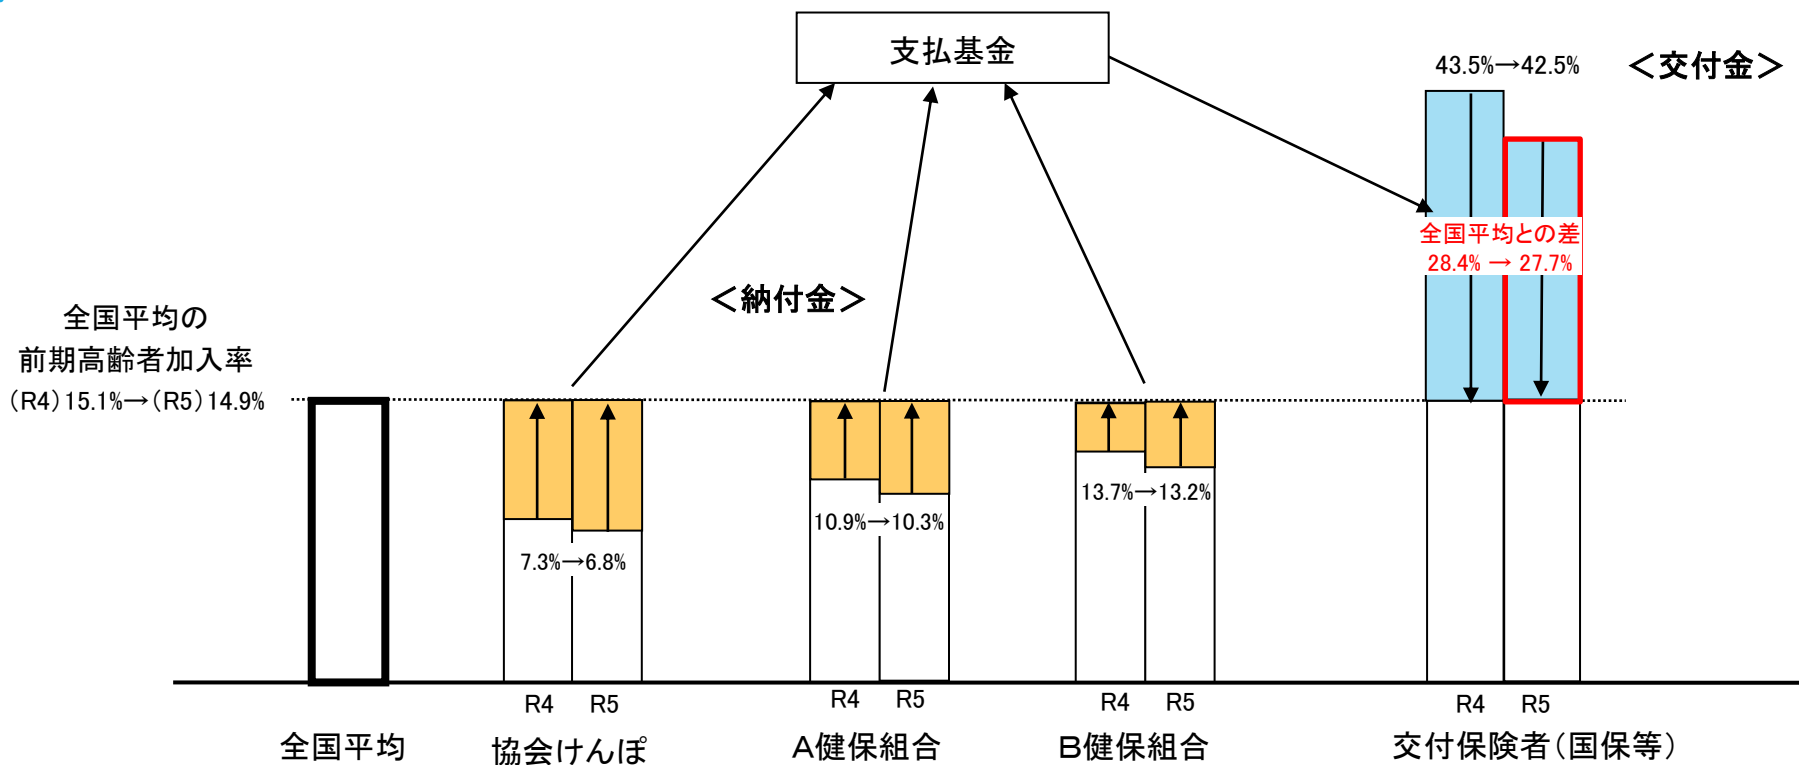 支払基金
43.5%→42.5%
＜交付金＞
全国平均との差
28.4% → 27.7%
＜納付金＞
全国平均の
前期高齢者加入率
(R4)15.1%→(R5)14.9%
7.3%→6.8%
10.9%→10.3%
13.7%→13.2%
R4 R5
R4 R5
R4 R5
R4 R5
全国平均
協会けんぽ
A健保組合
B健保組合
交付保険者(国保等)